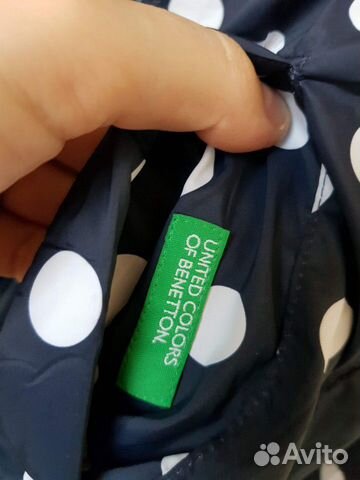 UNITED COLORS
OF BENETTON.
Avito